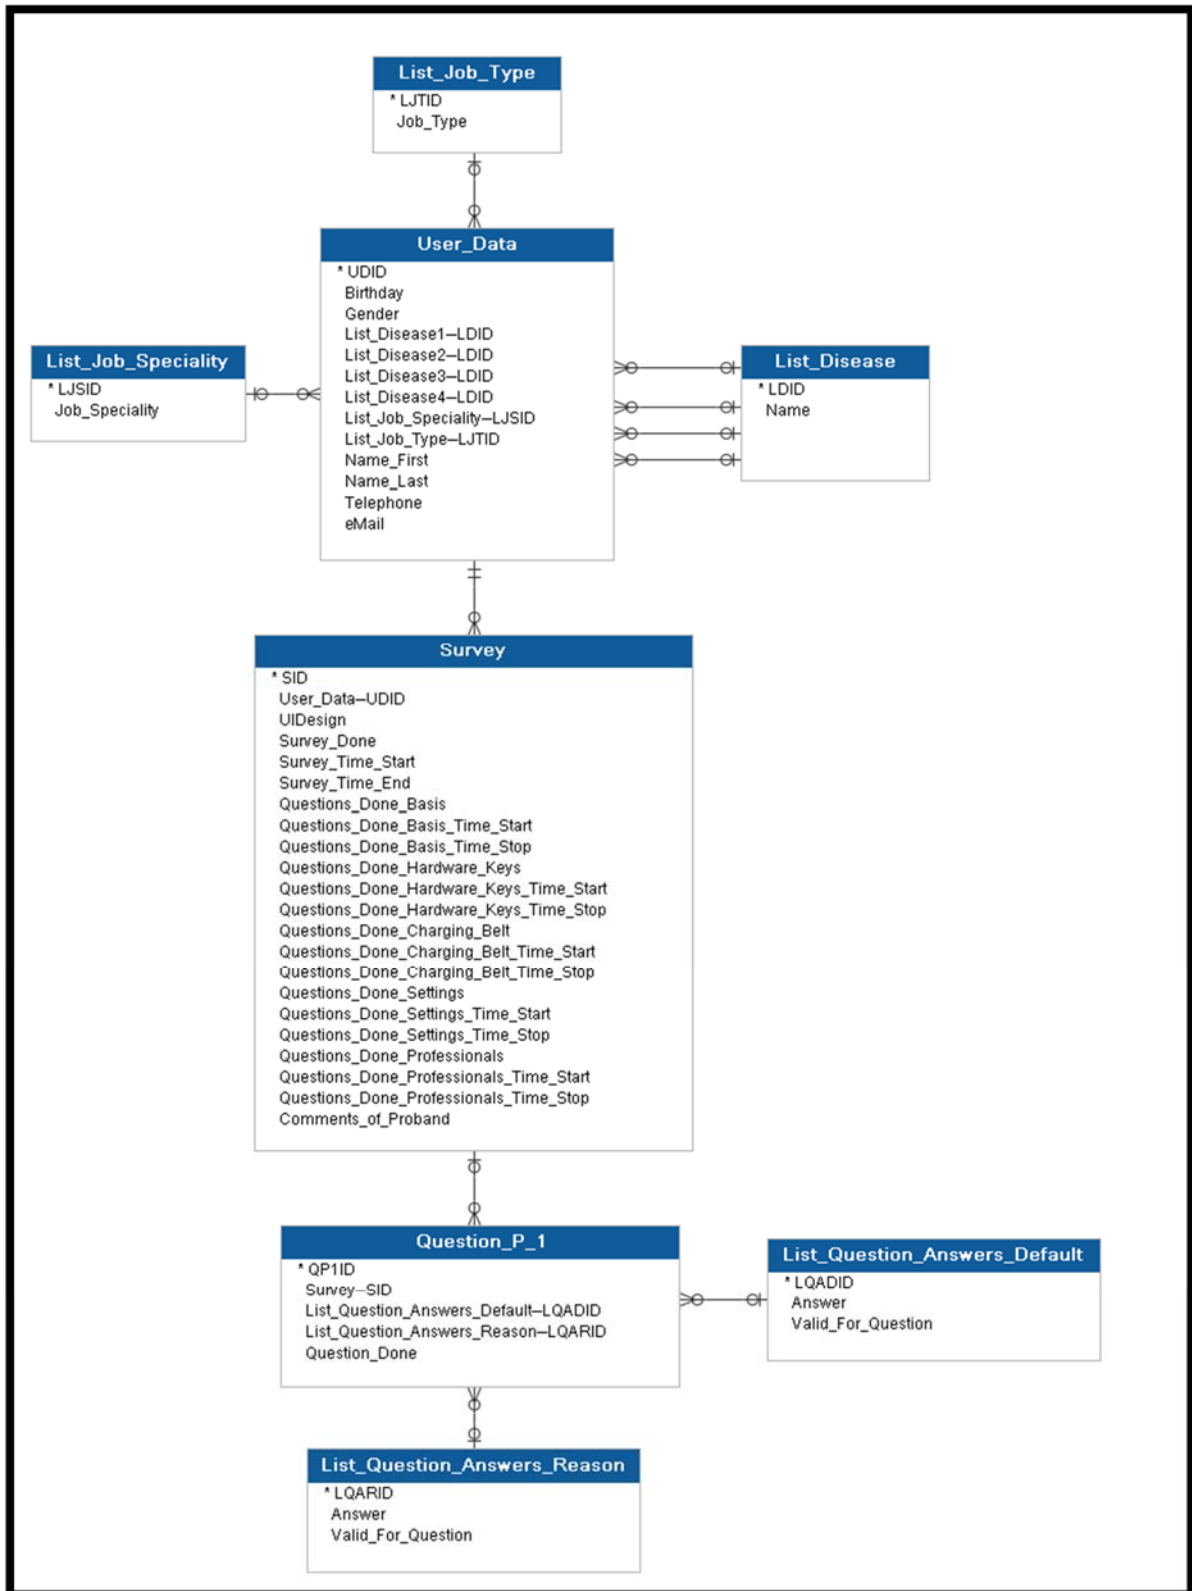 List_Job_Type
* LJTID
Job_Type
User_Data
* UDID
Birthday
Gender
List_Disease1–LDID
List_Disease2–LDID
List_Disease3–LDID
List_Disease4–LDID
List_Job_Speciality–LJSID
List_Job_Type–LJTID
Name_First
Name_Last
Telephone
eMail
List_Job_Speciality
* LJSID
Job_Speciality
List_Disease
* LDID
Name
Survey
* SID
User_Data–UDID
UIDesign
Survey_Done
Survey_Time_Start
Survey_Time_End
Questions_Done_Basis
Questions_Done_Basis_Time_Start
Questions_Done_Basis_Time_Stop
Questions_Done_Hardware_Keys
Questions_Done_Hardware_Keys_Time_Start
Questions_Done_Hardware_Keys_Time_Stop
Questions_Done_Charging_Belt
Questions_Done_Charging_Belt_Time_Start
Questions_Done_Charging_Belt_Time_Stop
Questions_Done_Settings
Questions_Done_Settings_Time_Start
Questions_Done_Settings_Time_Stop
Questions_Done_Professionals
Questions_Done_Professionals_Time_Start
Questions_Done_Professionals_Time_Stop
Comments_of_Proband
Question_P_1
* QP1ID
Survey–SID
List_Question_Answers_Default–LQADID
List_Question_Answers_Reason–LQARID
Question_Done
List_Question_Answers_Default
* LQADID
Answer
Valid_For_Question
List_Question_Answers_Reason
* LQARID
Answer
Valid_For_Question